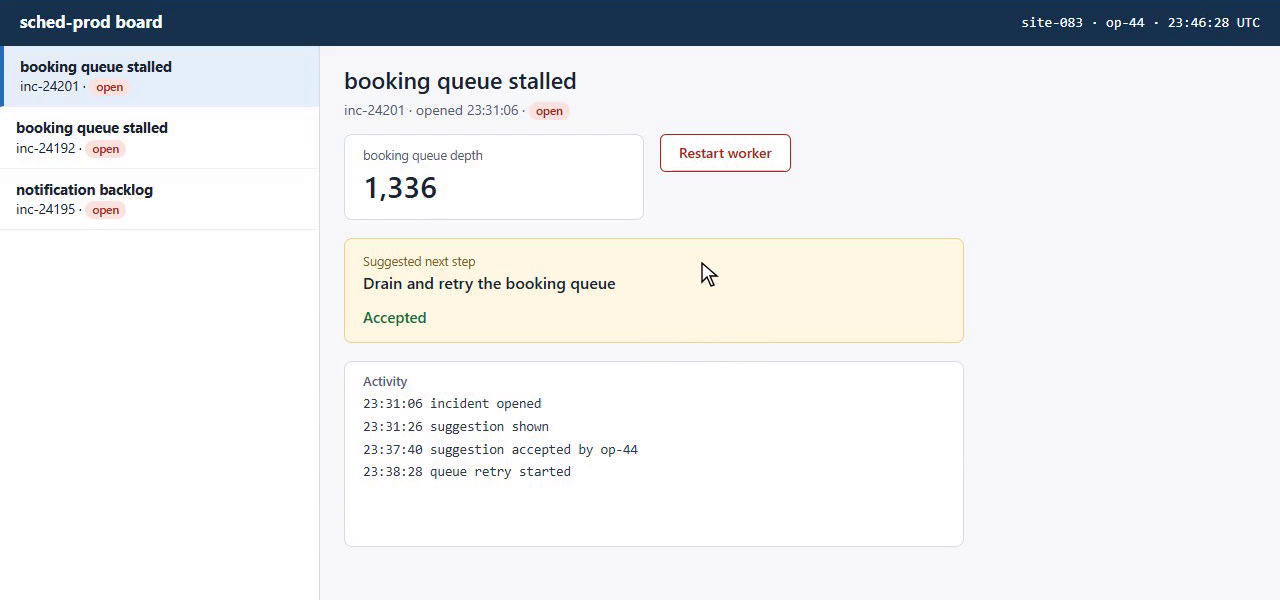 sched-prod board
site-083 · op-44 · 23:46:28 UTC
booking queue stalled
inc-24201 · open
booking queue stalled
inc-24192 · open
notification backlog
inc-24195 · open
booking queue stalled
inc-24201 · opened 23:31:06 · open
booking queue depth
1,336
Restart worker
Suggested next step
Drain and retry the booking queue
Accepted
Activity
23:31:06 incident opened
23:31:26 suggestion shown
23:37:40 suggestion accepted by op-44
23:38:28 queue retry started